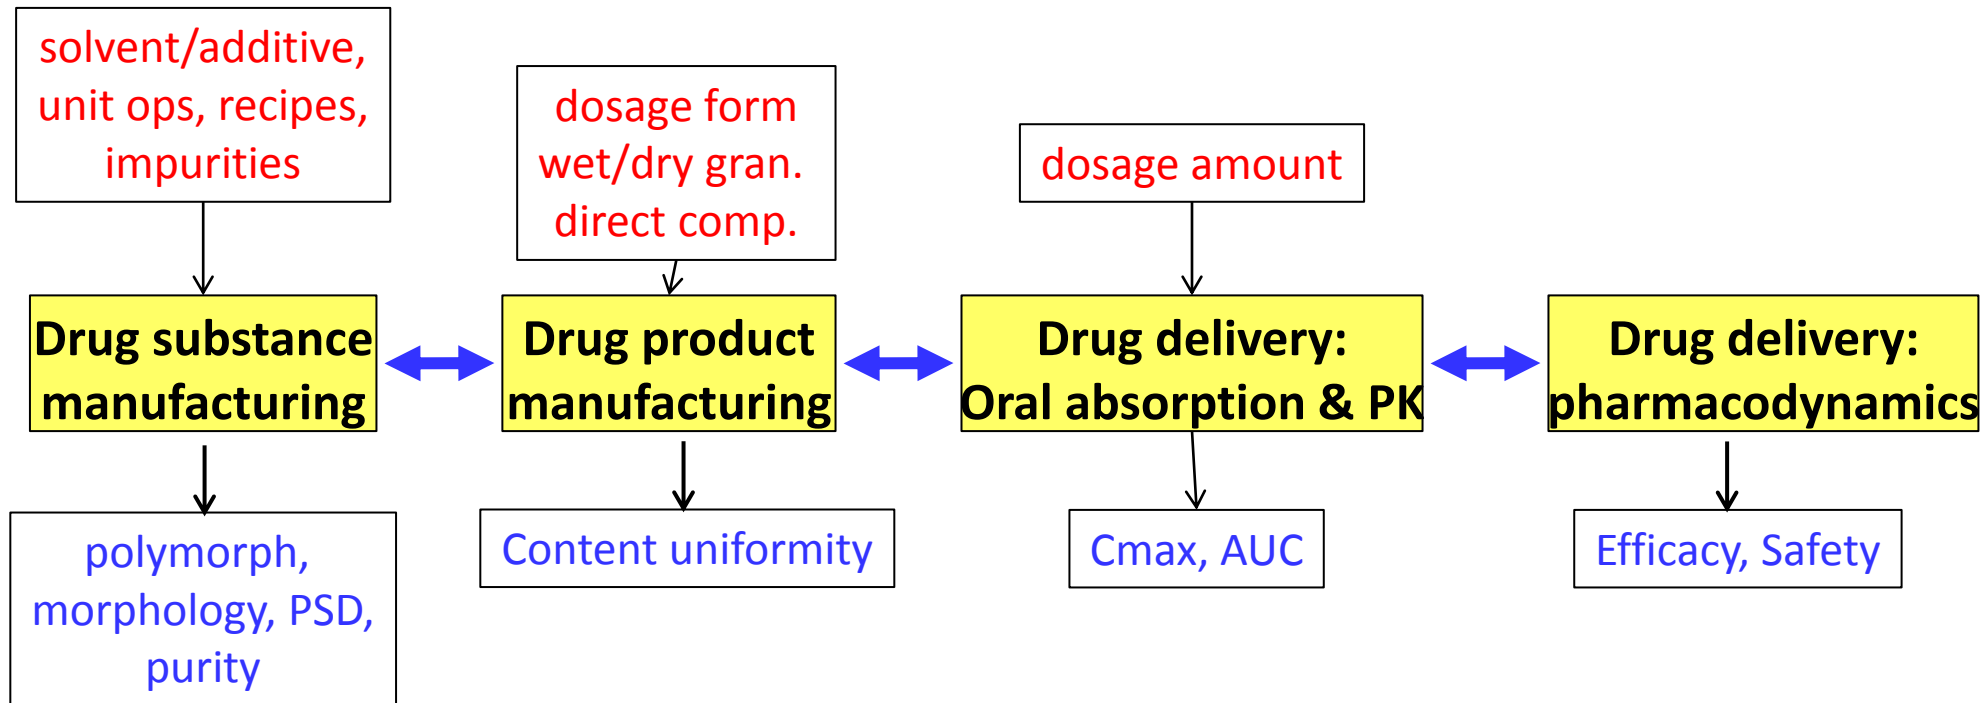 solvent/additive,
unit ops, recipes,
impurities
dosage form
wet/dry gran.
direct comp.
dosage amount
Drug substance
manufacturing
Drug product
manufacturing
Drug delivery:
Oral absorption & PK
Drug delivery:
pharmacodynamics
polymorph,
morphology, PSD,
purity
Content uniformity
Cmax, AUC
Efficacy, Safety